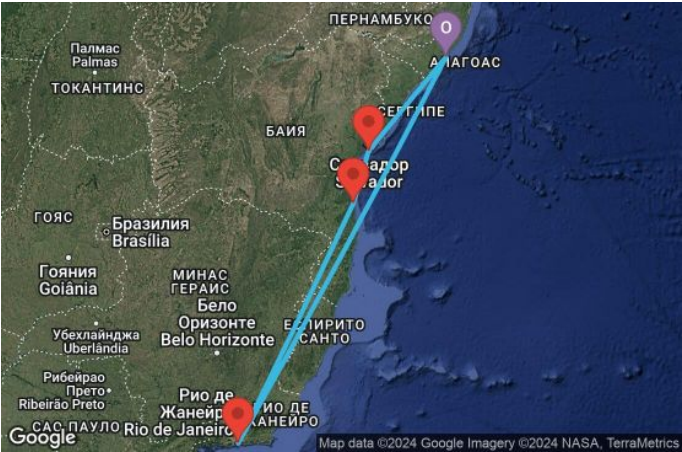 ПЕРНАМБУКО
O
Палмас
Palmas
АЛАГОАС
ТОКАНТИНС
СЕРГИПЕ
БАИЯ
Salvador
ГОЯС
Бразилия
Brasília
Гояния
Goiânia
МИНАС
ГЕРАИС
Бело
Оризонте
Belo Horizonte
ЕСПИРИТО
САНТО
Убехлайнджа
Uberlândia
Рибейрао
Прето
Ribeirão Preto
Рио де
Жанейро
Rio de Janeiro
РИО ДЕ
ЖАНЕЙРО
САО ПАУЛО
Google
Map data ©2024 Google Imagery ©2024 NASA, TerraMetrics